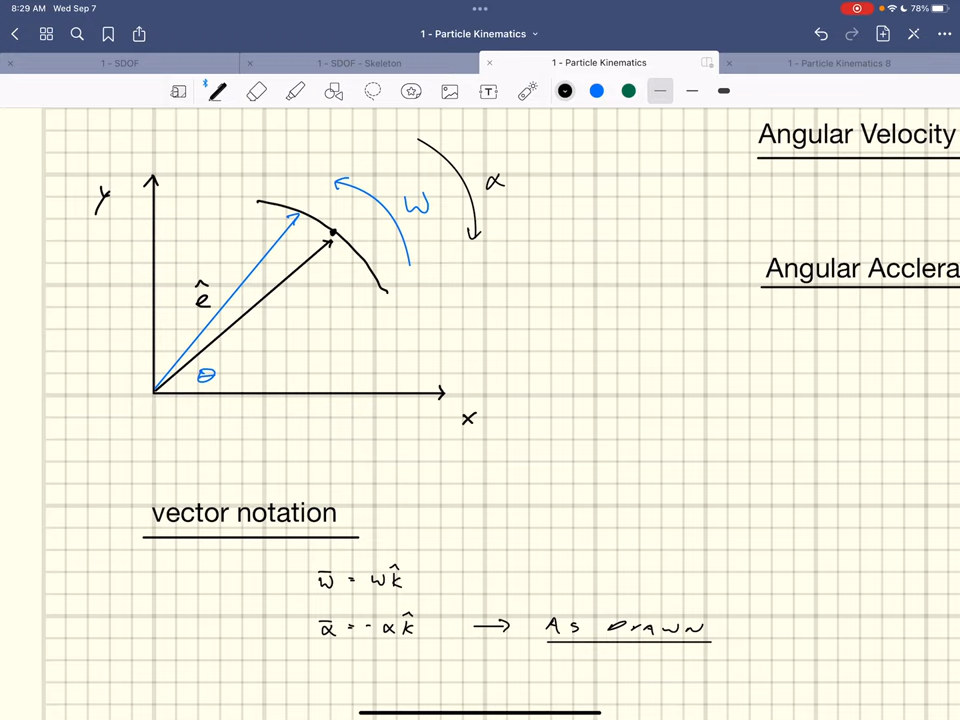 8:29 AM Wed Sep 7
78%
1 - Particle Kinematics
1 - SDOF
1 - SDOF - Skeleton
1 - Particle Kinematics
1 - Particle Kinematics 8
T
Angular Velocity
y
α
ω
ê
Angular Acclera
θ
x
vector notation
ω̅ = ωk̂
α̅ = - αk̂ → AS DRAWN